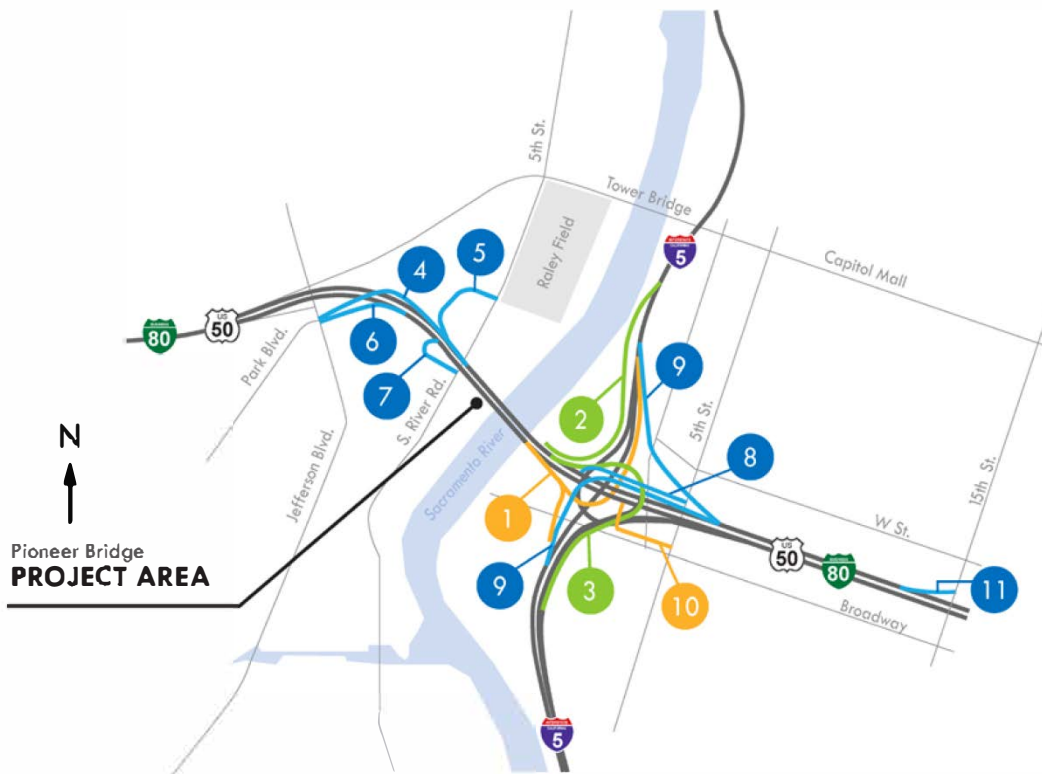 5th St.
Tower Bridge
Raley Field
5
Capitol Mall
4
5
US
50
80
6
9
Park Blvd.
7
2
5th St.
S. River Rd.
N
8
15th St.
Jefferson Blvd.
Sacramento River
1
W St.
Pioneer Bridge
PROJECT AREA
US
50
80
9
3
10
11
Broadway
5